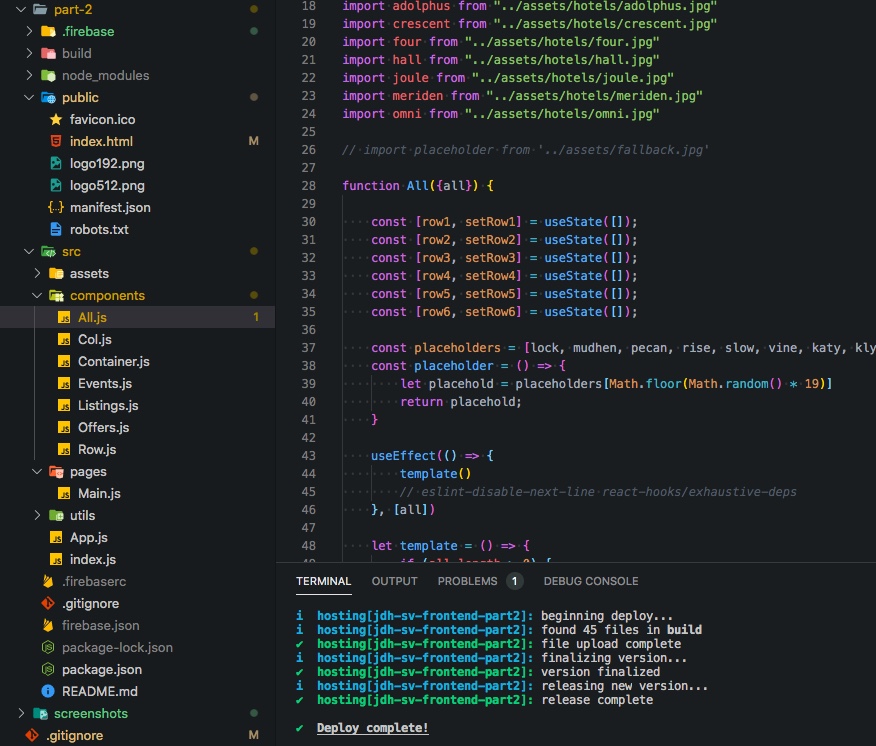 part-2
.firebase
build
node_modules
public
favicon.ico
index.html M
logo192.png
logo512.png
manifest.json
robots.txt
src
assets
components
All.js 1
Col.js
Container.js
Events.js
Listings.js
Offers.js
Row.js
pages
Main.js
utils
App.js
index.js
.firebaserc
.gitignore
firebase.json
package-lock.json
package.json
README.md
screenshots
.gitignore M
18 import adolphus from "../assets/hotels/adolphus.jpg"
19 import crescent from "../assets/hotels/crescent.jpg"
20 import four from "../assets/hotels/four.jpg"
21 import hall from "../assets/hotels/hall.jpg"
22 import joule from "../assets/hotels/joule.jpg"
23 import meriden from "../assets/hotels/meriden.jpg"
24 import omni from "../assets/hotels/omni.jpg"
25
26 // import placeholder from '../assets/fallback.jpg'
27
28 function All({all}) {
29
30 const [row1, setRow1] = useState([]);
31 const [row2, setRow2] = useState([]);
32 const [row3, setRow3] = useState([]);
33 const [row4, setRow4] = useState([]);
34 const [row5, setRow5] = useState([]);
35 const [row6, setRow6] = useState([]);
36
37 const placeholders = [lock, mudhen, pecan, rise, slow, vine, katy, kly
38 const placeholder = () => {
39 let placehold = placeholders[Math.floor(Math.random() * 19)]
40 return placehold;
41 }
42
43 useEffect(() => {
44 template()
45 // eslint-disable-next-line react-hooks/exhaustive-deps
46 }, [all])
47
48 let template = () => {
TERMINAL OUTPUT PROBLEMS 1 DEBUG CONSOLE
i hosting[jdh-sv-frontend-part2]: beginning deploy...
i hosting[jdh-sv-frontend-part2]: found 45 files in build
✔ hosting[jdh-sv-frontend-part2]: file upload complete
i hosting[jdh-sv-frontend-part2]: finalizing version...
✔ hosting[jdh-sv-frontend-part2]: version finalized
i hosting[jdh-sv-frontend-part2]: releasing new version...
✔ hosting[jdh-sv-frontend-part2]: release complete
✔ Deploy complete!